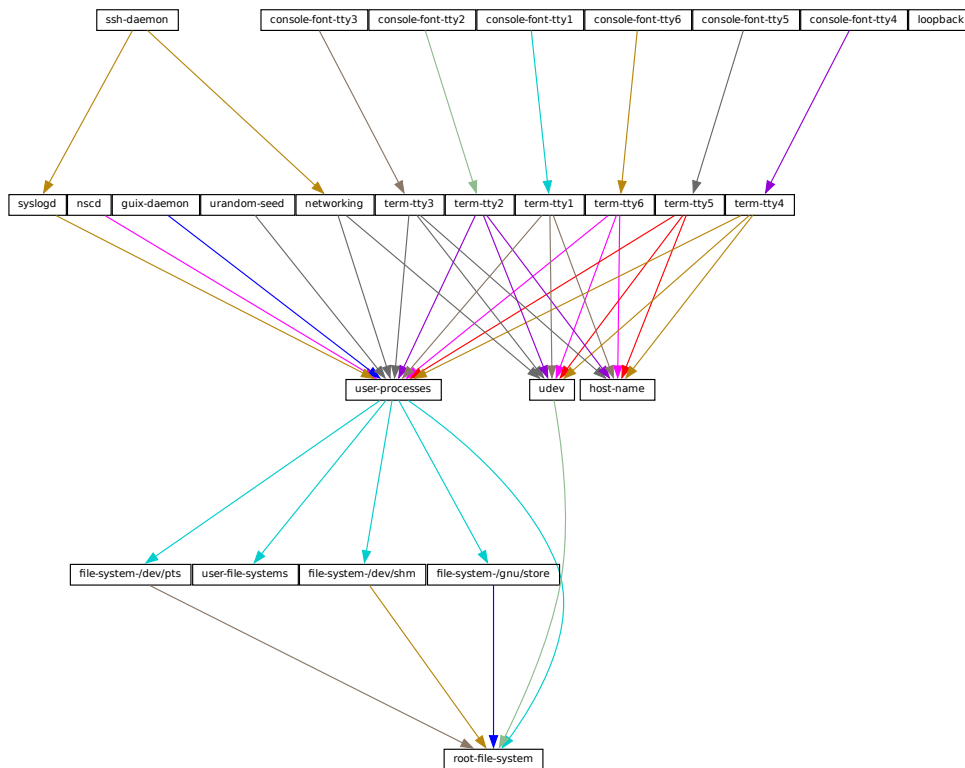 ssh-daemon
console-font-tty3
console-font-tty2
console-font-tty1
console-font-tty6
console-font-tty5
console-font-tty4
loopback
syslogd
nscd
guix-daemon
urandom-seed
networking
term-tty3
term-tty2
term-tty1
term-tty6
term-tty5
term-tty4
user-processes
udev
host-name
file-system-/dev/pts
user-file-systems
file-system-/dev/shm
file-system-/gnu/store
root-file-system